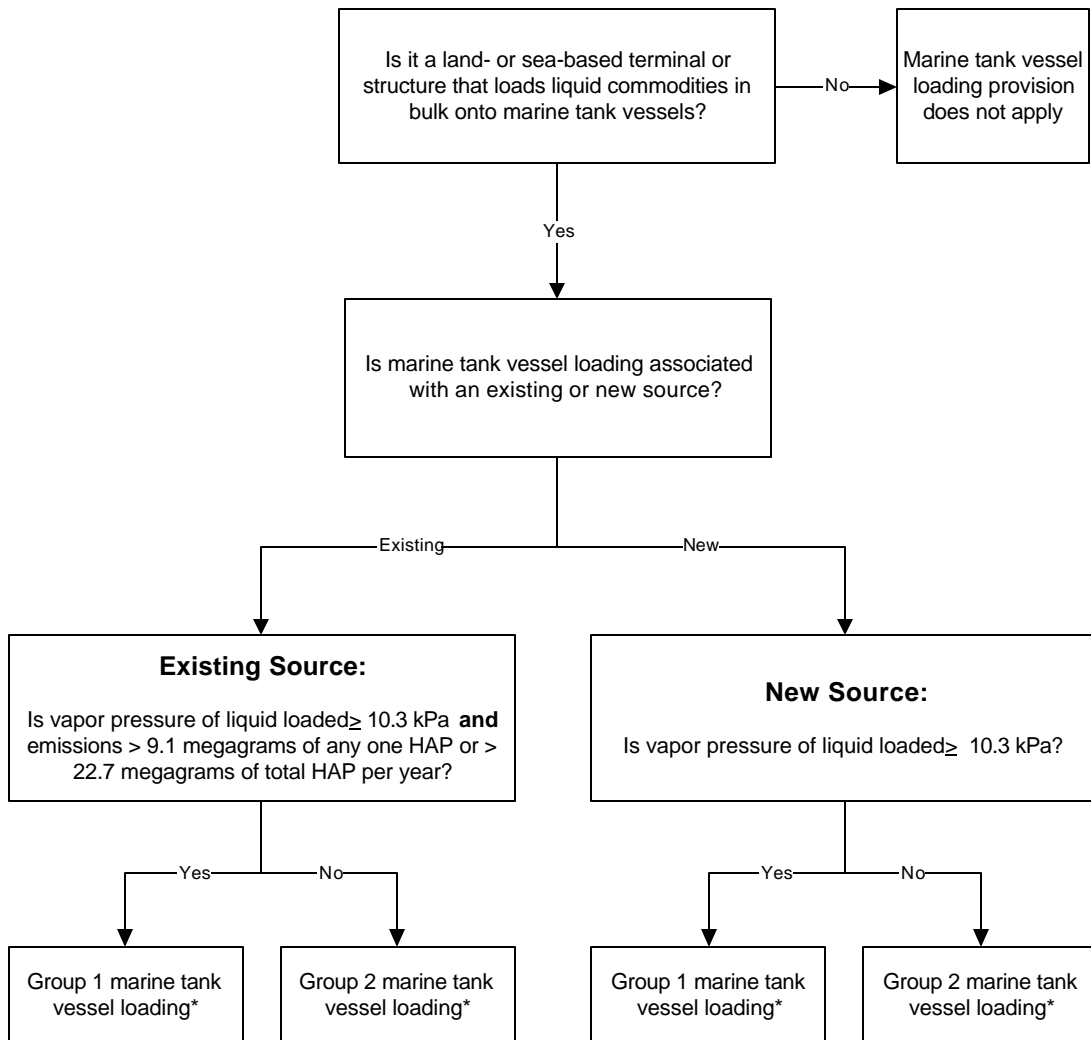 Is it a land- or sea-based terminal or
structure that loads liquid commodities in
bulk onto marine tank vessels?
No
Marine tank vessel
loading provision
does not apply
Yes
Is marine tank vessel loading associated
with an existing or new source?
Existing
New
Existing Source:
Is vapor pressure of liquid loaded≥ 10.3 kPa and
emissions > 9.1 megagrams of any one HAP or >
22.7 megagrams of total HAP per year?
New Source:
Is vapor pressure of liquid loaded≥ 10.3 kPa?
Yes
No
Yes
No
Group 1 marine tank
vessel loading*
Group 2 marine tank
vessel loading*
Group 1 marine tank
vessel loading*
Group 2 marine tank
vessel loading*